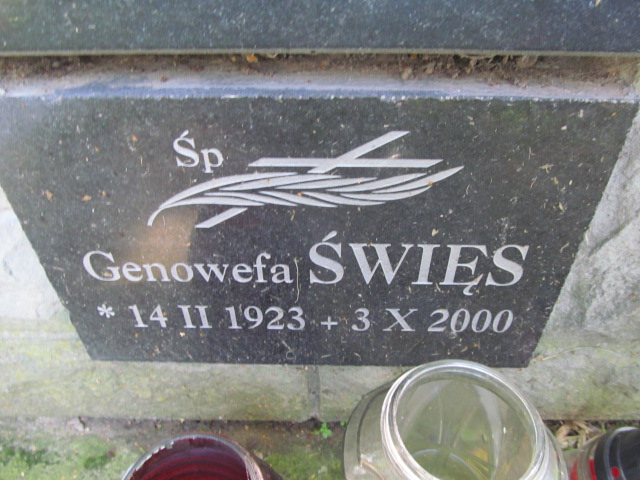 Śp
Genowefa ŚWIĘS
* 14 II 1923 + 3 X 2000